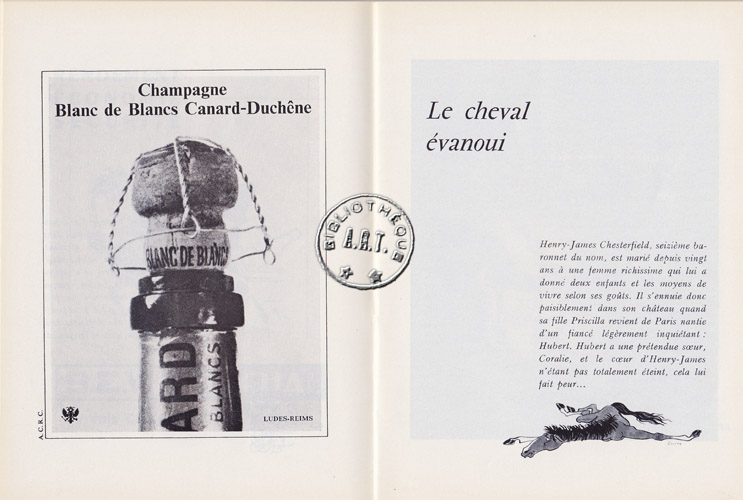 Champagne
Blanc de Blancs Canard-Duchêne
BLANC DE BLANCS
ARD
BLANCS
LUDES-REIMS
A.C.R.C.
BIBLIOTHÈQUE
A.R.T.
Le cheval
évanoui
Henry-James Chesterfield, seizième ba-
ronnet du nom, est marié depuis vingt
ans à une femme richissime qui lui a
donné deux enfants et les moyens de
vivre selon ses goûts. Il s'ennuie donc
paisiblement dans son château quand
sa fille Priscilla revient de Paris nantie
d'un fiancé légèrement inquiétant :
Hubert. Hubert a une prétendue sœur,
Coralie, et le cœur d'Henry-James
n'étant pas totalement éteint, cela lui
fait peur...